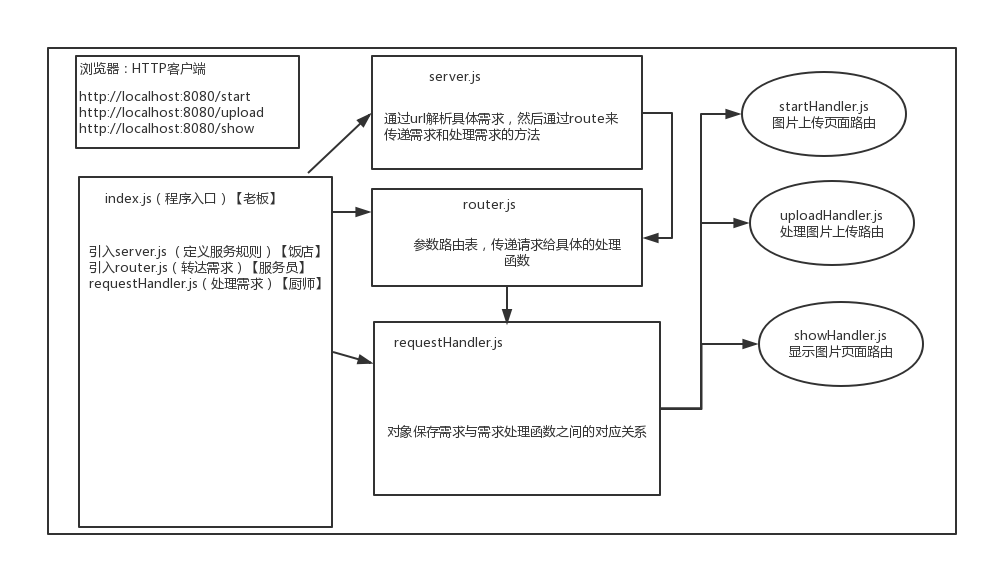 浏览器：HTTP客户端
http://localhost:8080/start
http://localhost:8080/upload
http://localhost:8080/show
index.js（程序入口）【老板】
引入server.js （定义服务规则）【饭店】
引入router.js（转达需求）【服务员】
requestHandler.js（处理需求）【厨师】
server.js
通过url解析具体需求，然后通过route来
传递需求和处理需求的方法
router.js
参数路由表，传递请求给具体的处理
函数
requestHandler.js
对象保存需求与需求处理函数之间的对应关系
startHandler.js
图片上传页面路由
uploadHandler.js
处理图片上传路由
showHandler.js
显示图片页面路由